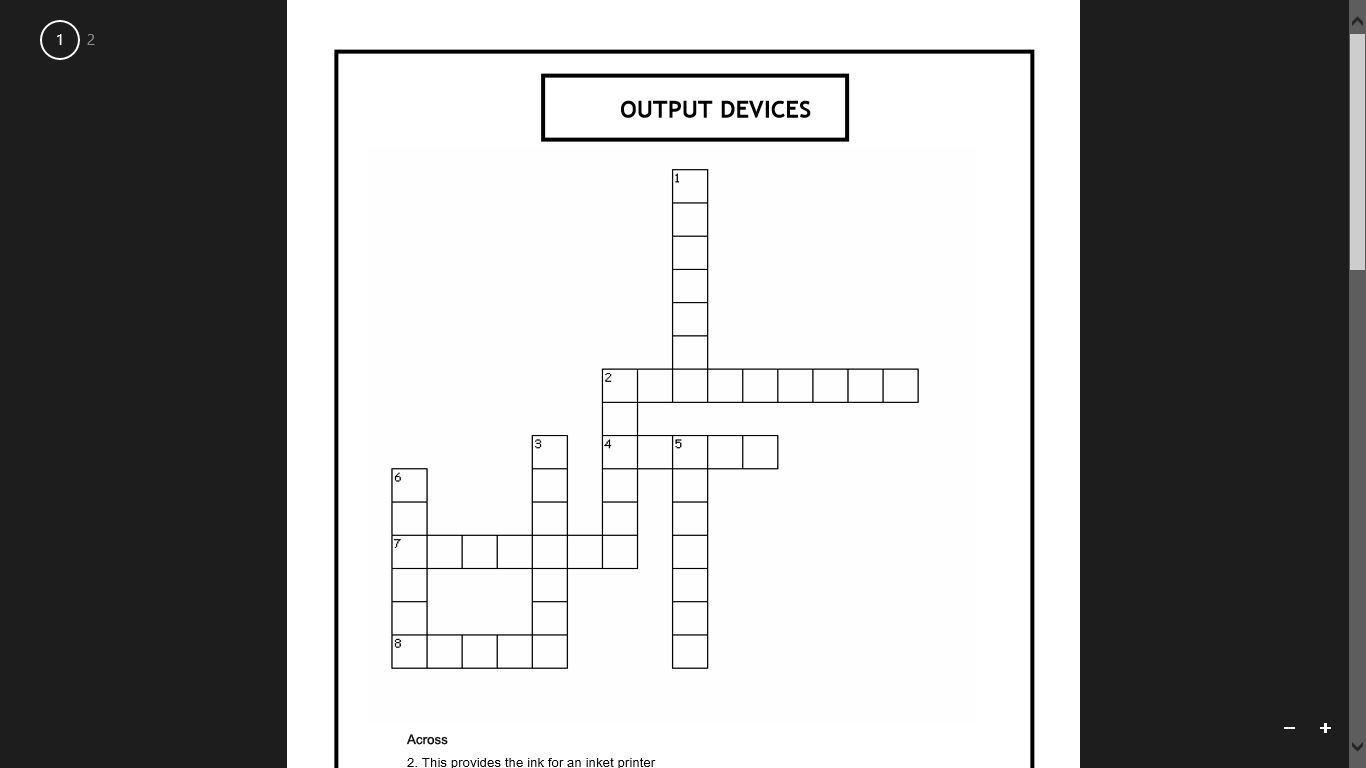 1 2
OUTPUT DEVICES
1
2
3 4 5
6
7
8
Across
2. This provides the ink for an inket printer